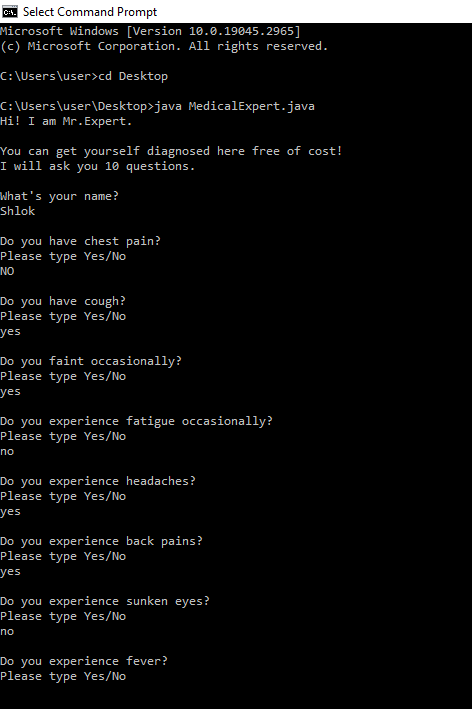 Select Command Prompt
Microsoft Windows [Version 10.0.19045.2965]
(c) Microsoft Corporation. All rights reserved.
C:\Users\user>cd Desktop
C:\Users\user\Desktop>java MedicalExpert.java
Hi! I am Mr.Expert.
You can get yourself diagnosed here free of cost!
I will ask you 10 questions.
What's your name?
Shlok
Do you have chest pain?
Please type Yes/No
NO
Do you have cough?
Please type Yes/No
yes
Do you faint occasionally?
Please type Yes/No
yes
Do you experience fatigue occasionally?
Please type Yes/No
no
Do you experience headaches?
Please type Yes/No
yes
Do you experience back pains?
Please type Yes/No
yes
Do you experience sunken eyes?
Please type Yes/No
no
Do you experience fever?
Please type Yes/No